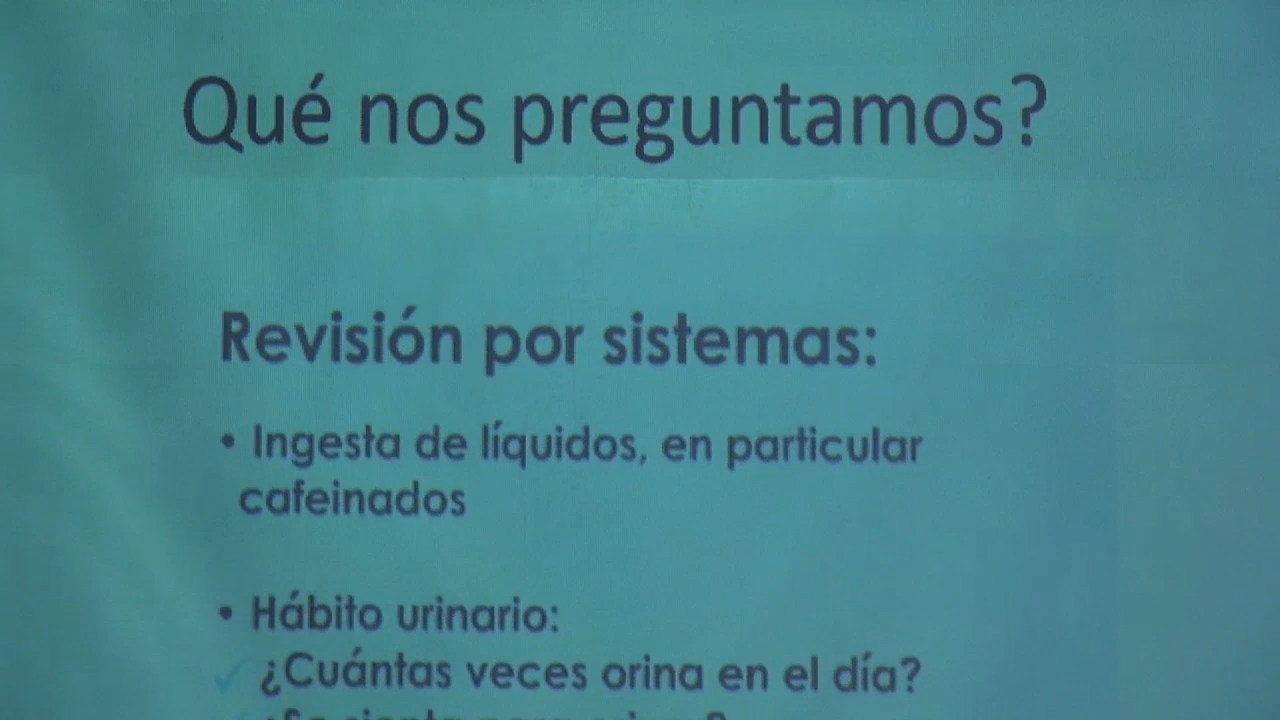 Qué nos preguntamos?
Revisión por sistemas:
• Ingesta de líquidos, en particular
cafeinados
• Hábito urinario:
✓ ¿Cuántas veces orina en el día?